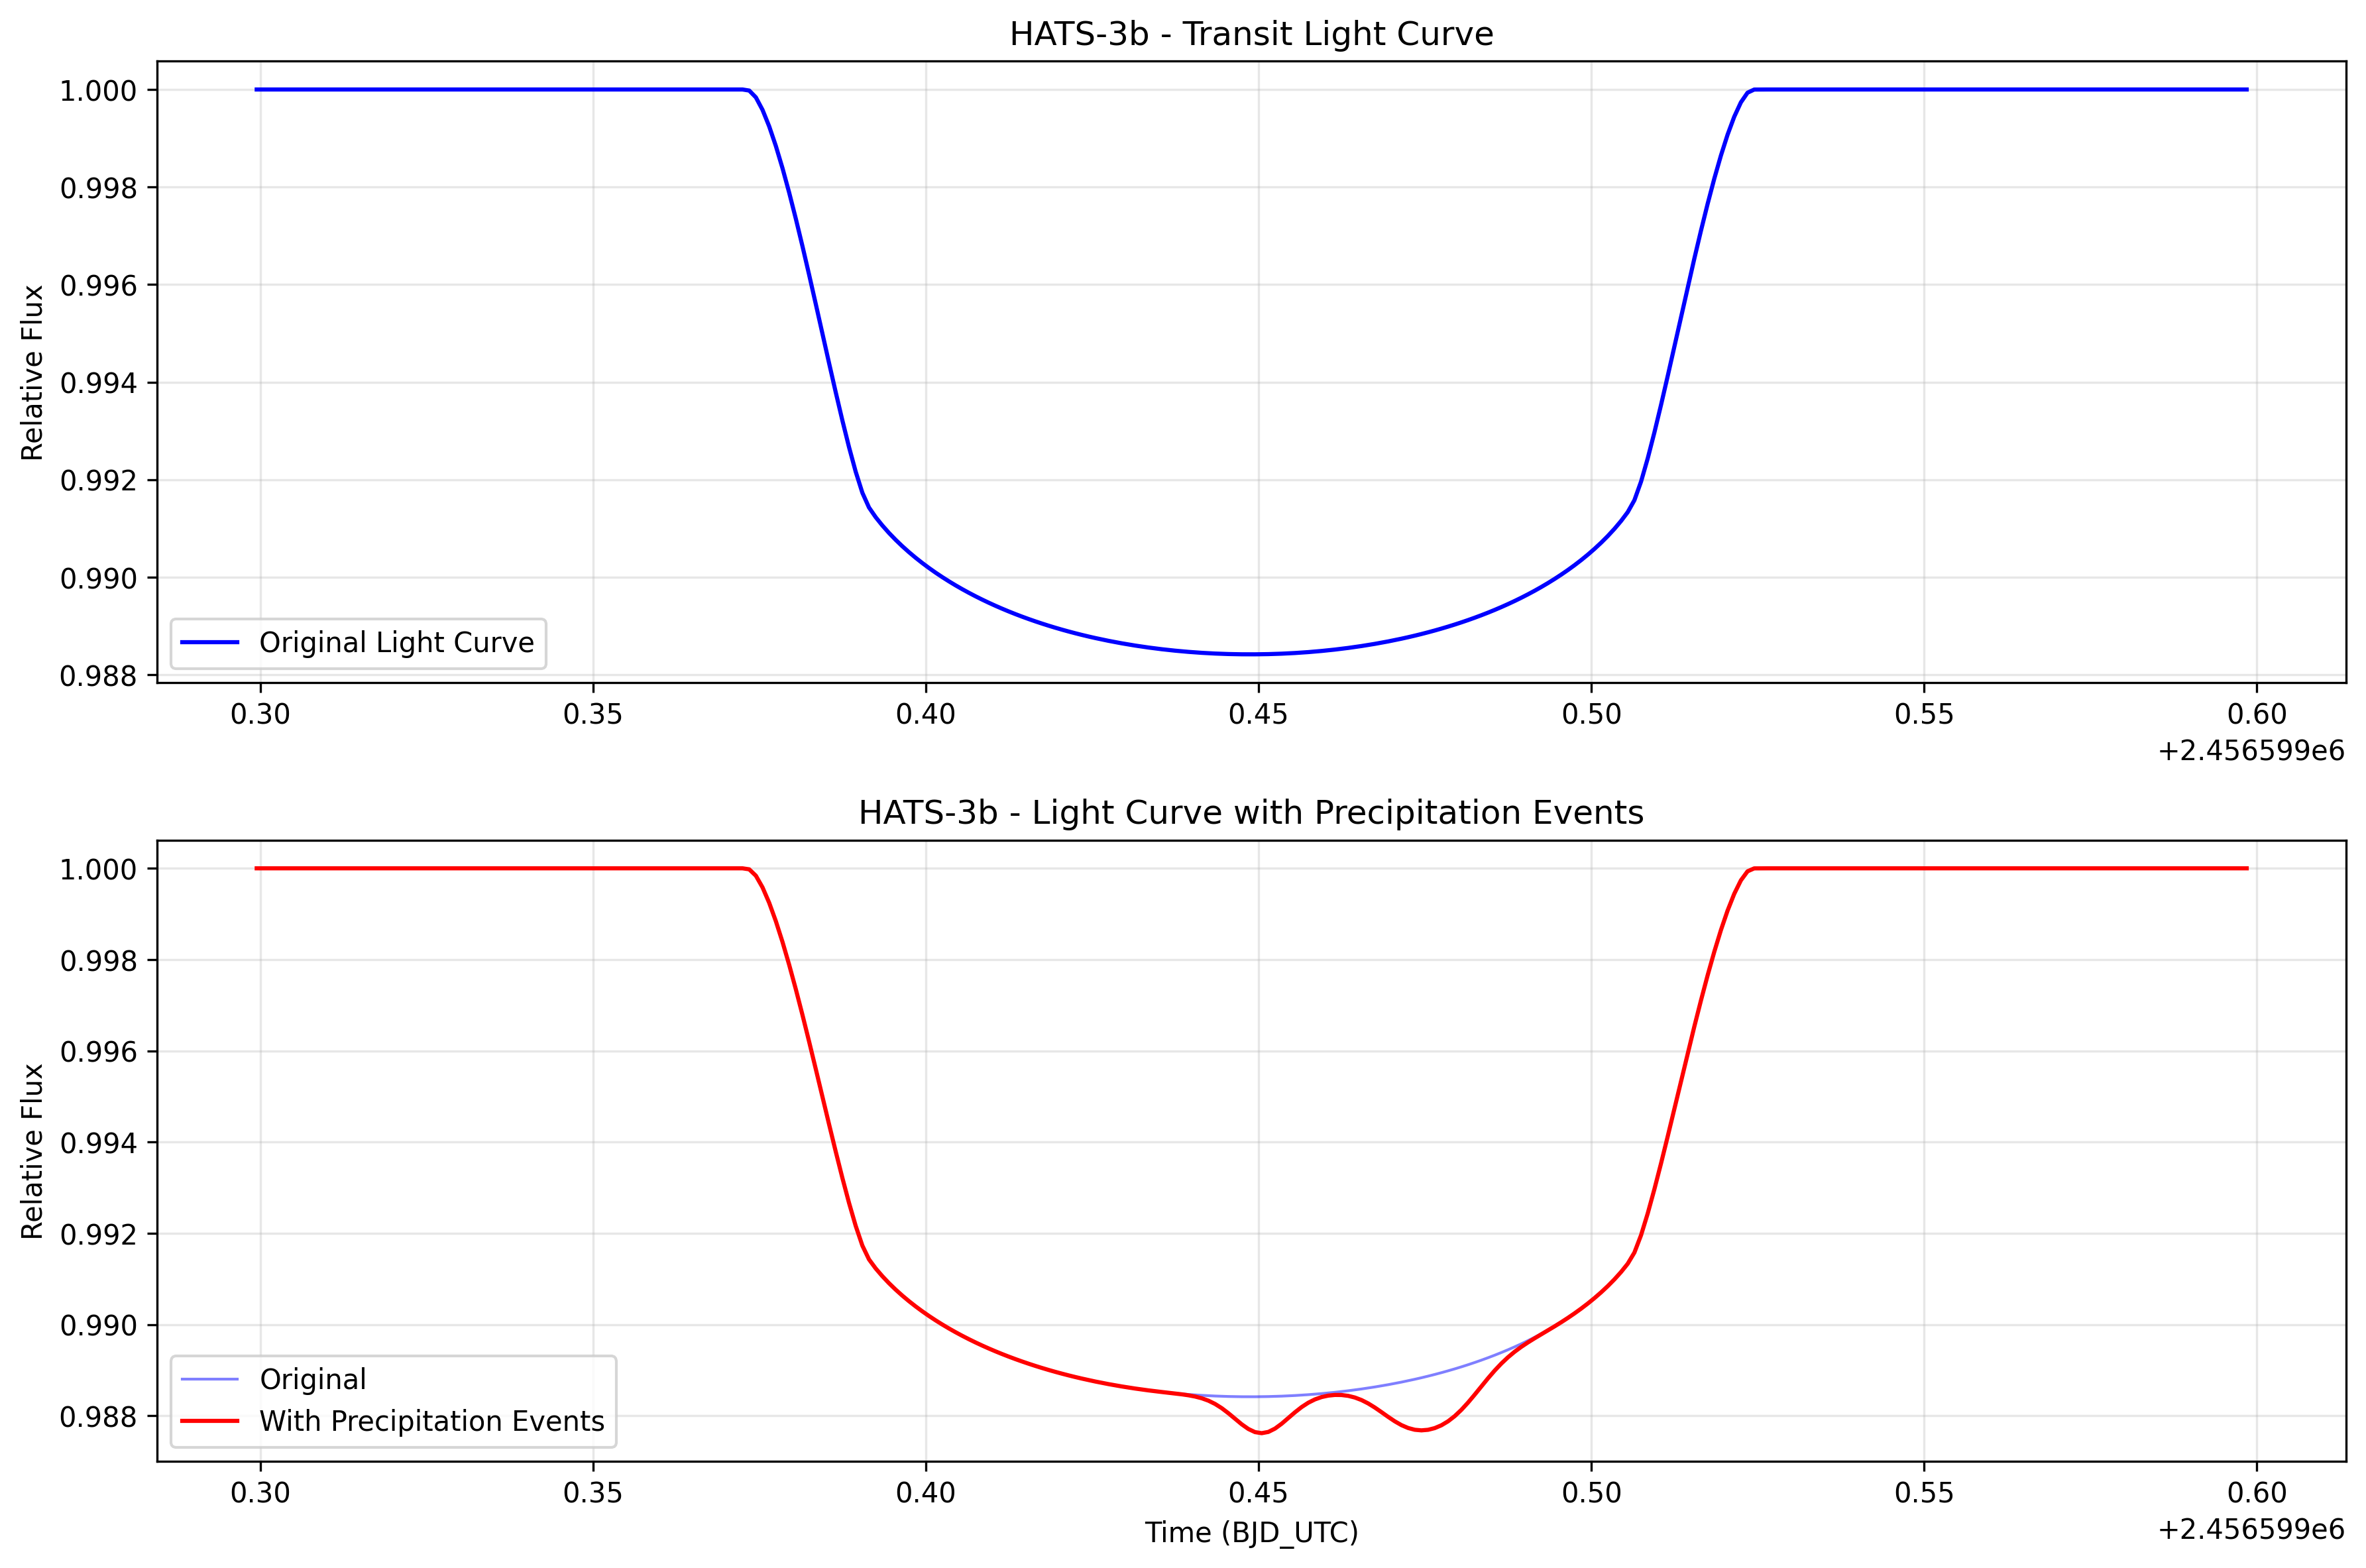 HATS-3b - Transit Light Curve
Relative Flux
1.000
0.998
0.996
0.994
0.992
0.990
0.988
Original Light Curve
0.30 0.35 0.40 0.45 0.50 0.55 0.60
+2.456599e6
HATS-3b - Light Curve with Precipitation Events
Relative Flux
1.000
0.998
0.996
0.994
0.992
0.990
0.988
Original
With Precipitation Events
0.30 0.35 0.40 0.45 0.50 0.55 0.60
Time (BJD_UTC)
+2.456599e6